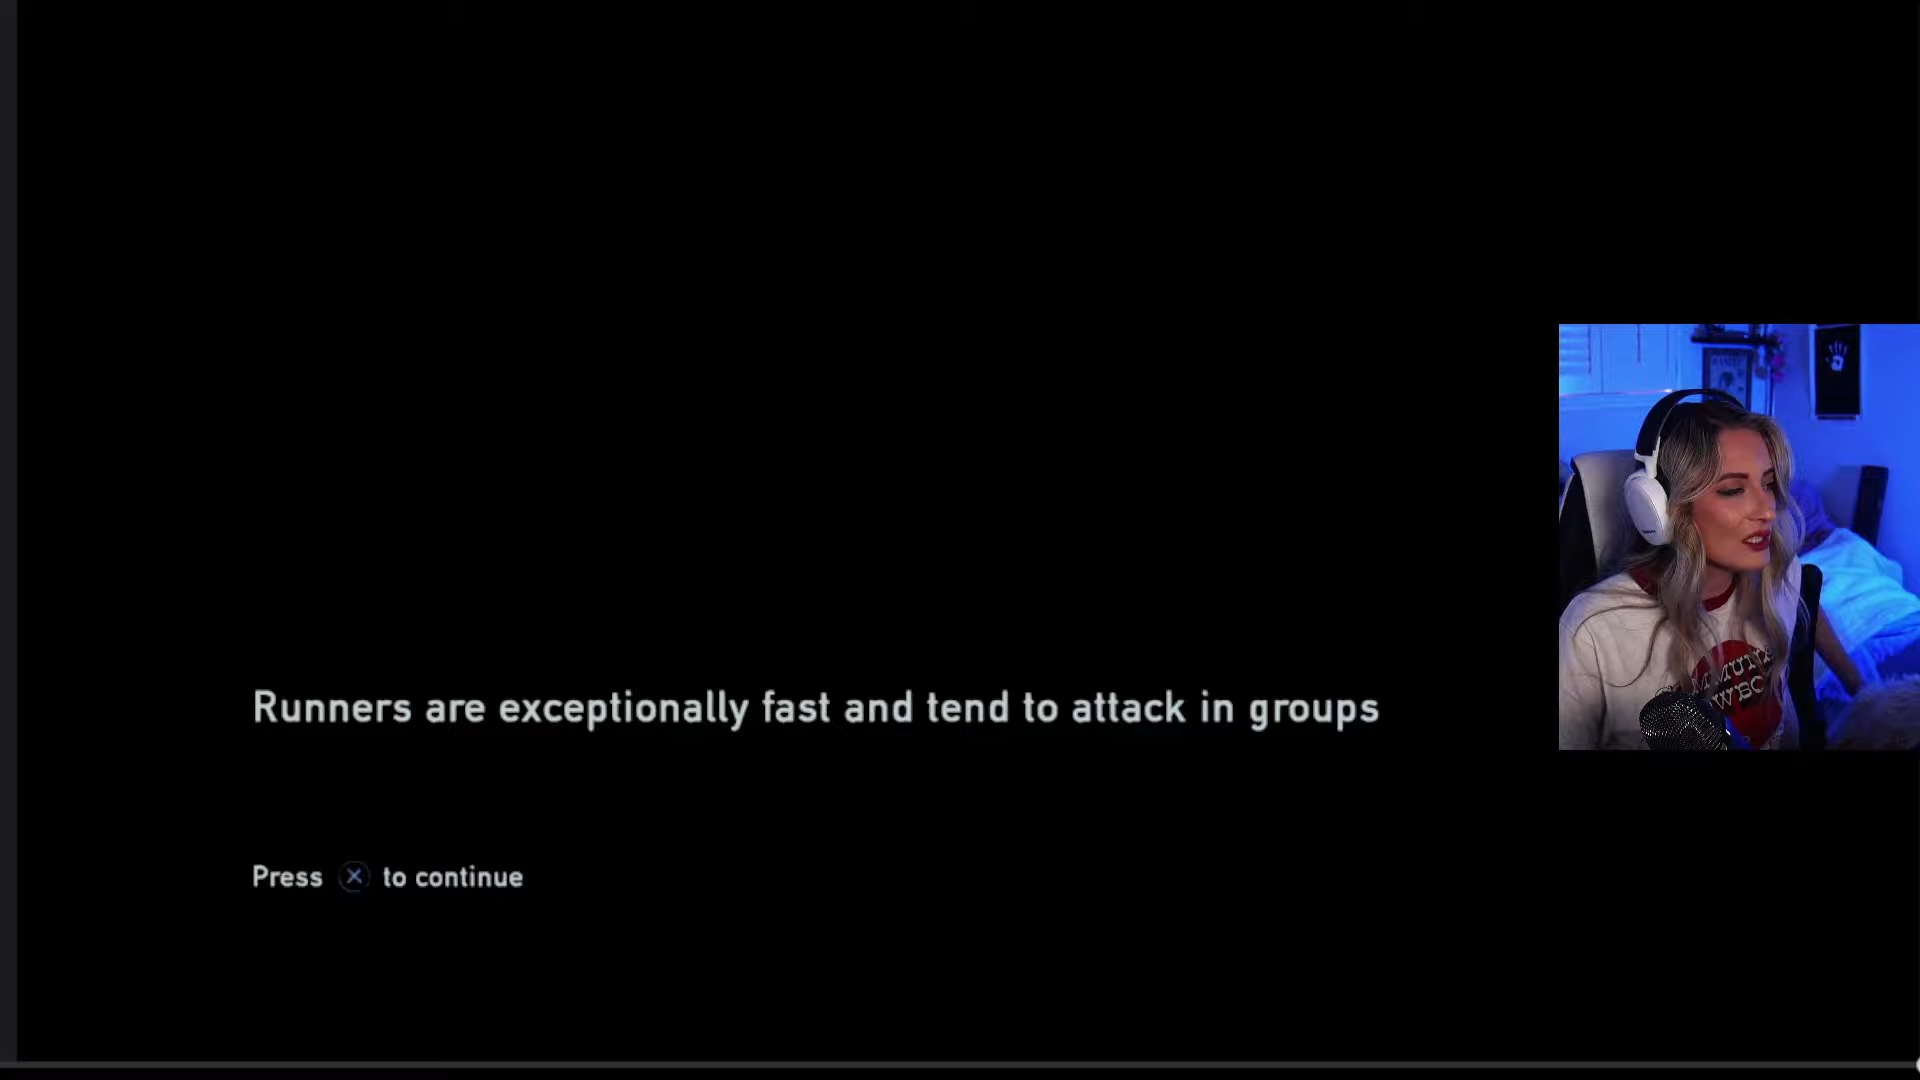 Runners are exceptionally fast and tend to attack in groups
Press ⓧ to continue